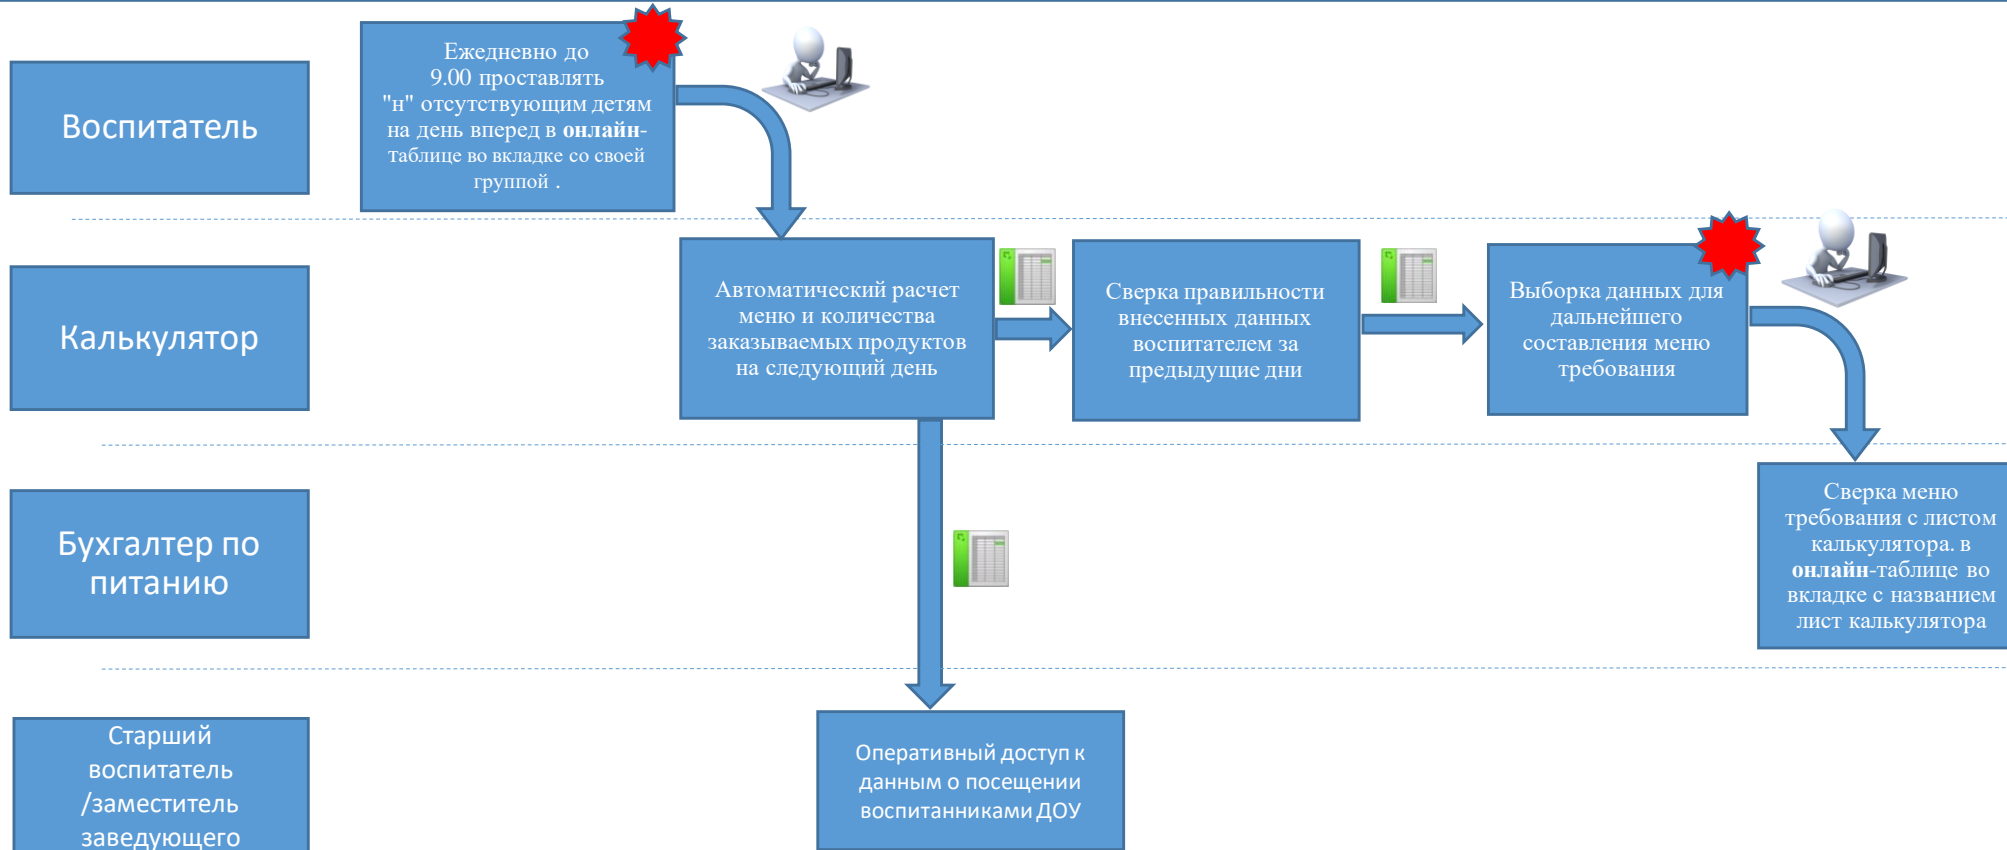 Воспитатель
Ежедневно до
9.00 проставлять
"н" отсутствующим детям
на день вперед в онлайн-
таблице во вкладке со своей
группой .
Калькулятор
Автоматический расчет
меню и количества
заказываемых продуктов
на следующий день
Сверка правильности
внесенных данных
воспитателем за
предыдущие дни
Выборка данных для
дальнейшего
составления меню
требования
Бухгалтер по
питанию
Сверка меню
требования с листом
калькулятора. в
онлайн-таблице во
вкладке с названием
лист калькулятора
Старший
воспитатель
/заместитель
заведующего
Оперативный доступ к
данным о посещении
воспитанниками ДОУ